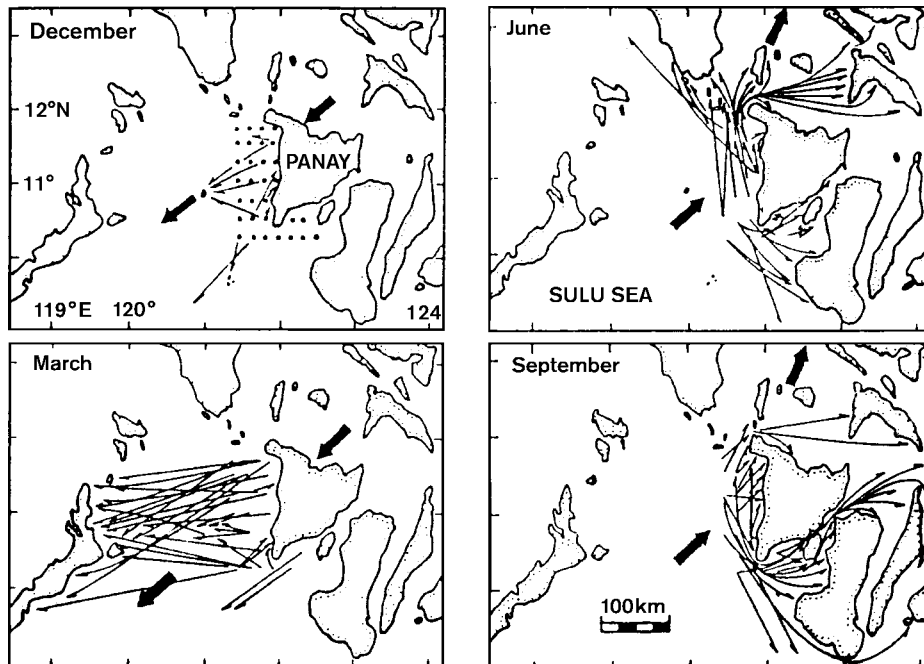 December
12°N
PANAY
11°
119°E 120° 124
June
SULU SEA
March
September
100km